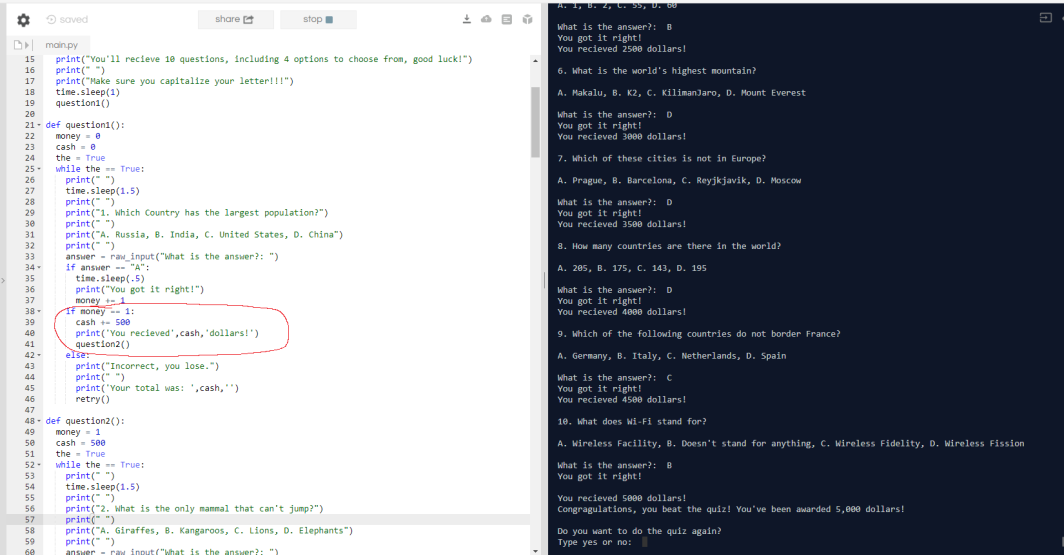 saved
share
stop
main.py
15 print("You'll recieve 10 questions, including 4 options to choose from, good luck!")
16 print(" ")
17 print("Make sure you capitalize your letter!!!")
18 time.sleep(1)
19 question1()
20
21 def question1():
22 money = 0
23 cash = 0
24 the = True
25 while the == True:
26 print(" ")
27 time.sleep(1.5)
28 print(" ")
29 print("1. Which Country has the largest population?")
30 print(" ")
31 print("A. Russia, B. India, C. United States, D. China")
32 print(" ")
33 answer = raw_input("What is the answer?: ")
34 if answer == "A":
35 time.sleep(.5)
36 print("You got it right!")
37 money += 1
38 if money == 1:
39 cash += 500
40 print('You recieved',cash,'dollars!')
41 question2()
42 else:
43 print("Incorrect, you lose.")
44 print(" ")
45 print('Your total was: ',cash,'')
46 retry()
47
48 def question2():
49 money = 1
50 cash = 500
51 the = True
52 while the == True:
53 print(" ")
54 time.sleep(1.5)
55 print(" ")
56 print("2. What is the only mammal that can't jump?")
57 print(" ")
58 print("A. Giraffes, B. Kangaroos, C. Lions, D. Elephants")
59 print(" ")
60 answer = raw_input("What is the answer?: ")
A. 1, B. 2, C. 55, D. 60
What is the answer?: B
You got it right!
You recieved 2500 dollars!
6. What is the world's highest mountain?
A. Makalu, B. K2, C. KilimanJaro, D. Mount Everest
What is the answer?: D
You got it right!
You recieved 3000 dollars!
7. Which of these cities is not in Europe?
A. Prague, B. Barcelona, C. Reyjkjavik, D. Moscow
What is the answer?: D
You got it right!
You recieved 3500 dollars!
8. How many countries are there in the world?
A. 205, B. 175, C. 143, D. 195
What is the answer?: D
You got it right!
You recieved 4000 dollars!
9. Which of the following countries do not border France?
A. Germany, B. Italy, C. Netherlands, D. Spain
What is the answer?: C
You got it right!
You recieved 4500 dollars!
10. What does Wi-Fi stand for?
A. Wireless Facility, B. Doesn't stand for anything, C. Wireless Fidelity, D. Wireless Fission
What is the answer?: B
You got it right!
You recieved 5000 dollars!
Congragulations, you beat the quiz! You've been awarded 5,000 dollars!
Do you want to do the quiz again?
Type yes or no: